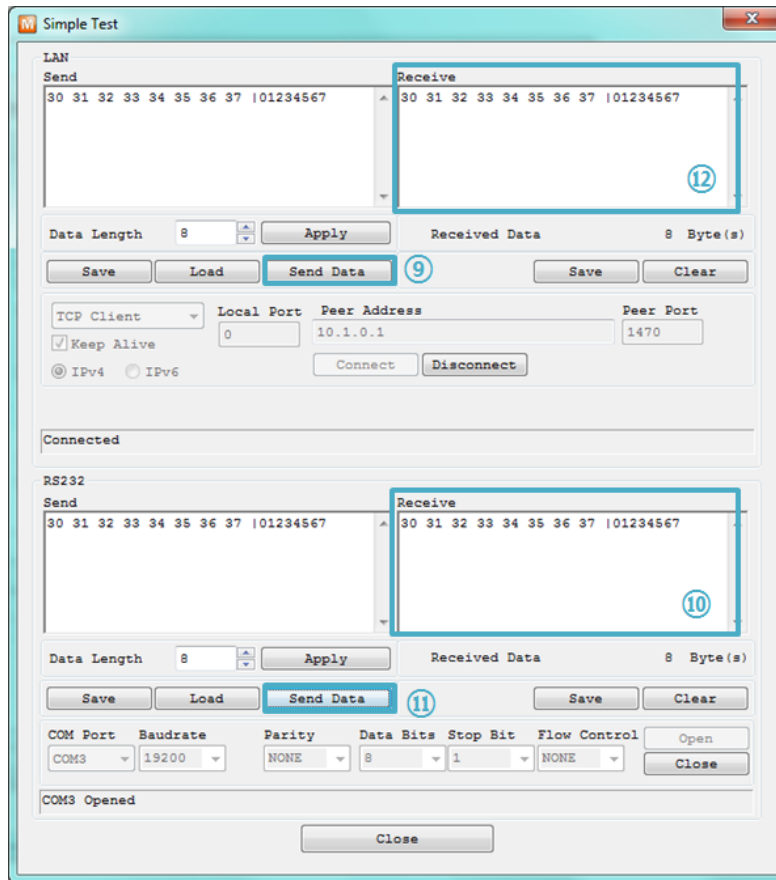 Simple Test
LAN
Send Receive
30 31 32 33 34 35 36 37 |01234567 30 31 32 33 34 35 36 37 |01234567
⑫
Data Length 8 Apply Received Data 8 Byte(s)
Save Load Send Data ⑨ Save Clear
TCP Client Local Port Peer Address Peer Port
0 10.1.0.1 1470
Keep Alive
IPv4 IPv6 Connect Disconnect
Connected
RS232
Send Receive
30 31 32 33 34 35 36 37 |01234567 30 31 32 33 34 35 36 37 |01234567
⑩
Data Length 8 Apply Received Data 8 Byte(s)
Save Load Send Data ⑪ Save Clear
COM Port Baudrate Parity Data Bits Stop Bit Flow Control Open
COM3 19200 NONE 8 1 NONE Close
COM3 Opened
Close